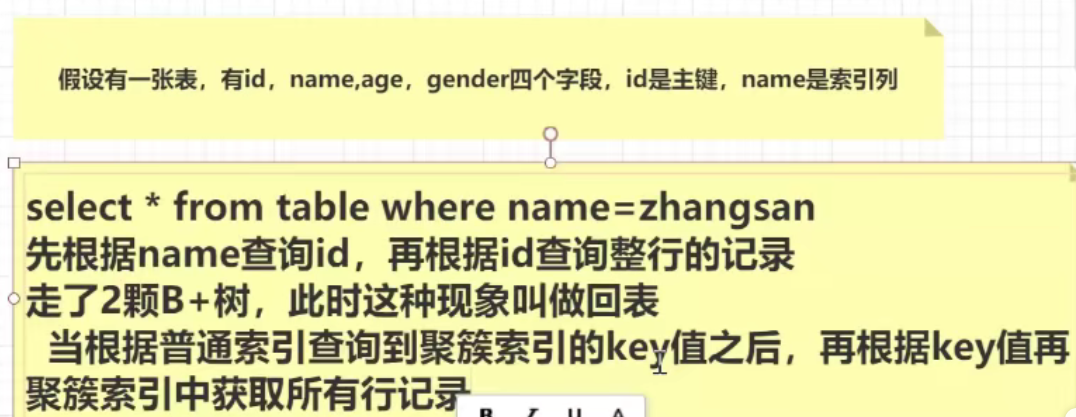 假设有一张表，有id，name,age，gender四个字段，id是主键，name是索引列
select * from table where name=zhangsan
先根据name查询id，再根据id查询整行的记录
走了2颗B+树，此时这种现象叫做回表
当根据普通索引查询到聚簇索引的key值之后，再根据key值再
聚簇索引中获取所有行记录
B I U A